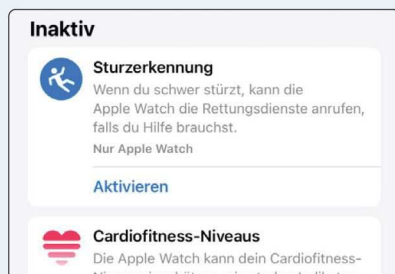 Inaktiv
Sturzerkennung
Wenn du schwer stürzt, kann die
Apple Watch die Rettungsdienste anrufen,
falls du Hilfe brauchst.
Nur Apple Watch
Aktivieren
Cardiofitness-Niveaus
Die Apple Watch kann dein Cardiofitness-